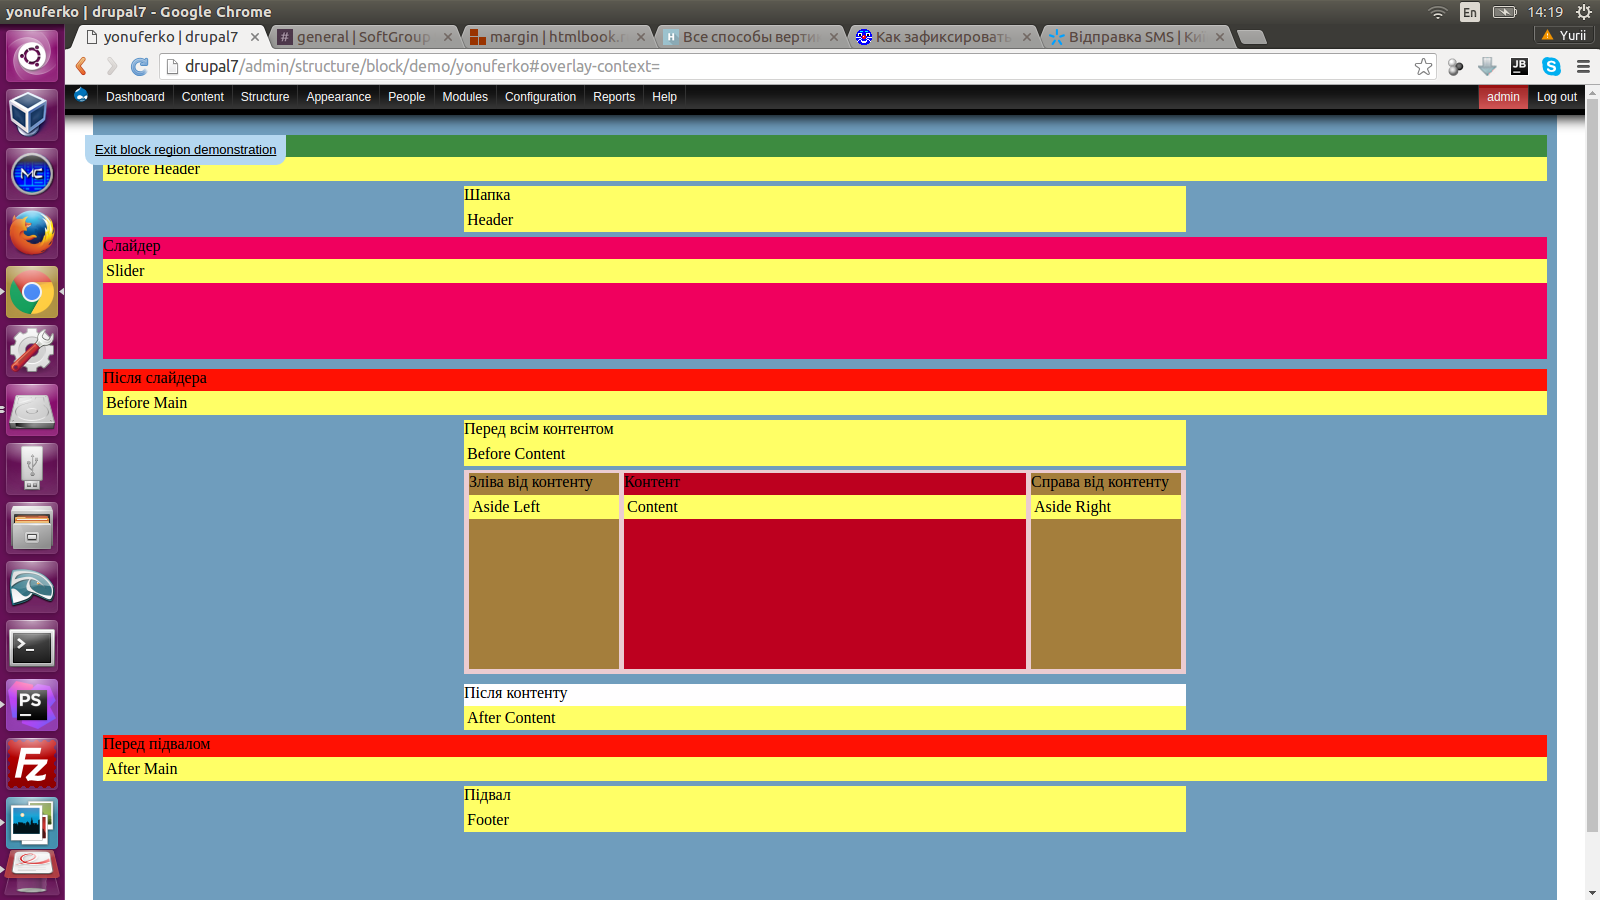 yonuferko | drupal7 - Google Chrome
En
14:19
yonuferko | drupal7
general | SoftGroup
margin | htmlbook.
Все способы верти
Как зафиксировать
Відправка SMS | Ки
Yurii
drupal7/admin/structure/block/demo/yonuferko#overlay-context=
JB
Dashboard
Content
Structure
Appearance
People
Modules
Configuration
Reports
Help
admin
Log out
Exit block region demonstration
Before Header
Шапка
Header
Слайдер
Slider
Після слайдера
Before Main
Перед всім контентом
Before Content
Зліва від контенту
Контент
Справа від контенту
Aside Left
Content
Aside Right
Після контенту
After Content
Перед підвалом
After Main
Підвал
Footer
MC
PS
Fz